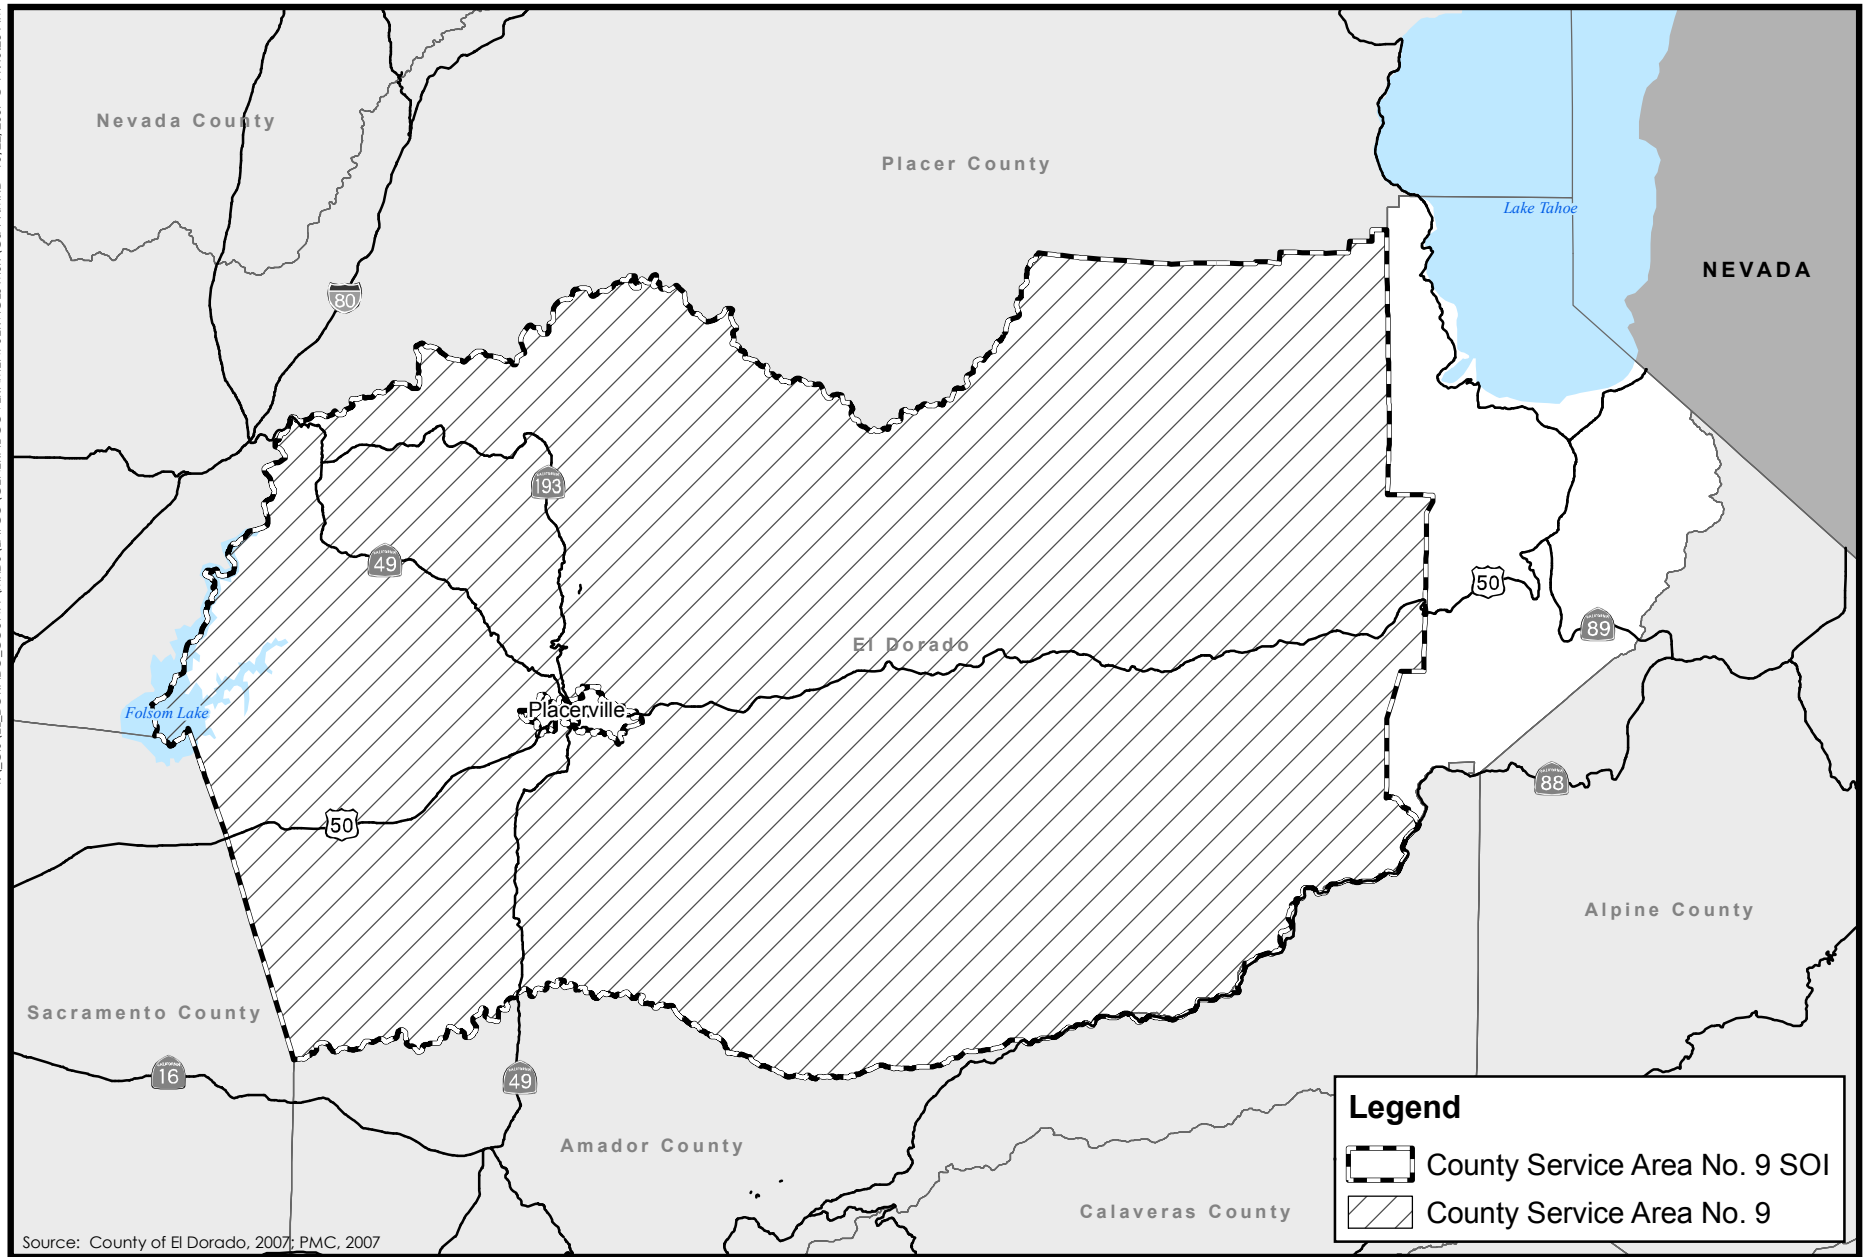 Nevada County
Placer County
Lake Tahoe
NEVADA
80
193
49
50
El Dorado
89
Placerville
Folsom Lake
50
88
Alpine County
Sacramento County
16
49
Amador County
Calaveras County
Legend
County Service Area No. 9 SOI
County Service Area No. 9
Source: County of El Dorado, 2007; PMC, 2007